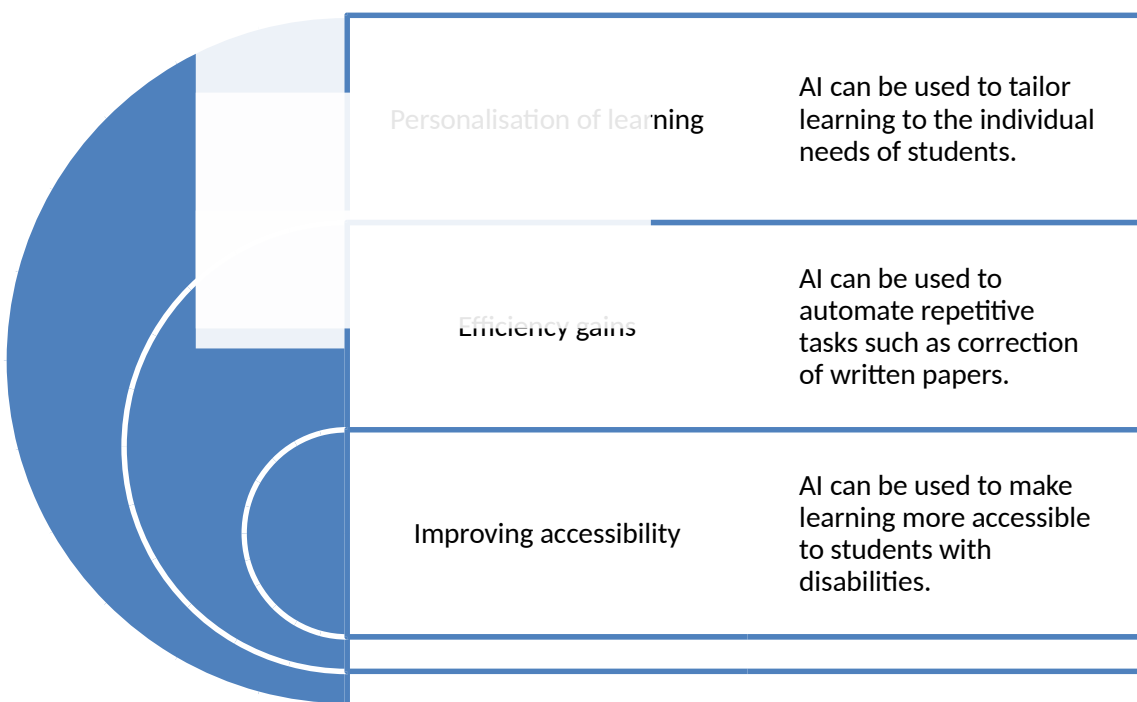 Personalisation of learning
AI can be used to tailor
learning to the individual
needs of students.
Efficiency gains
AI can be used to
automate repetitive
tasks such as correction
of written papers.
Improving accessibility
AI can be used to make
learning more accessible
to students with
disabilities.